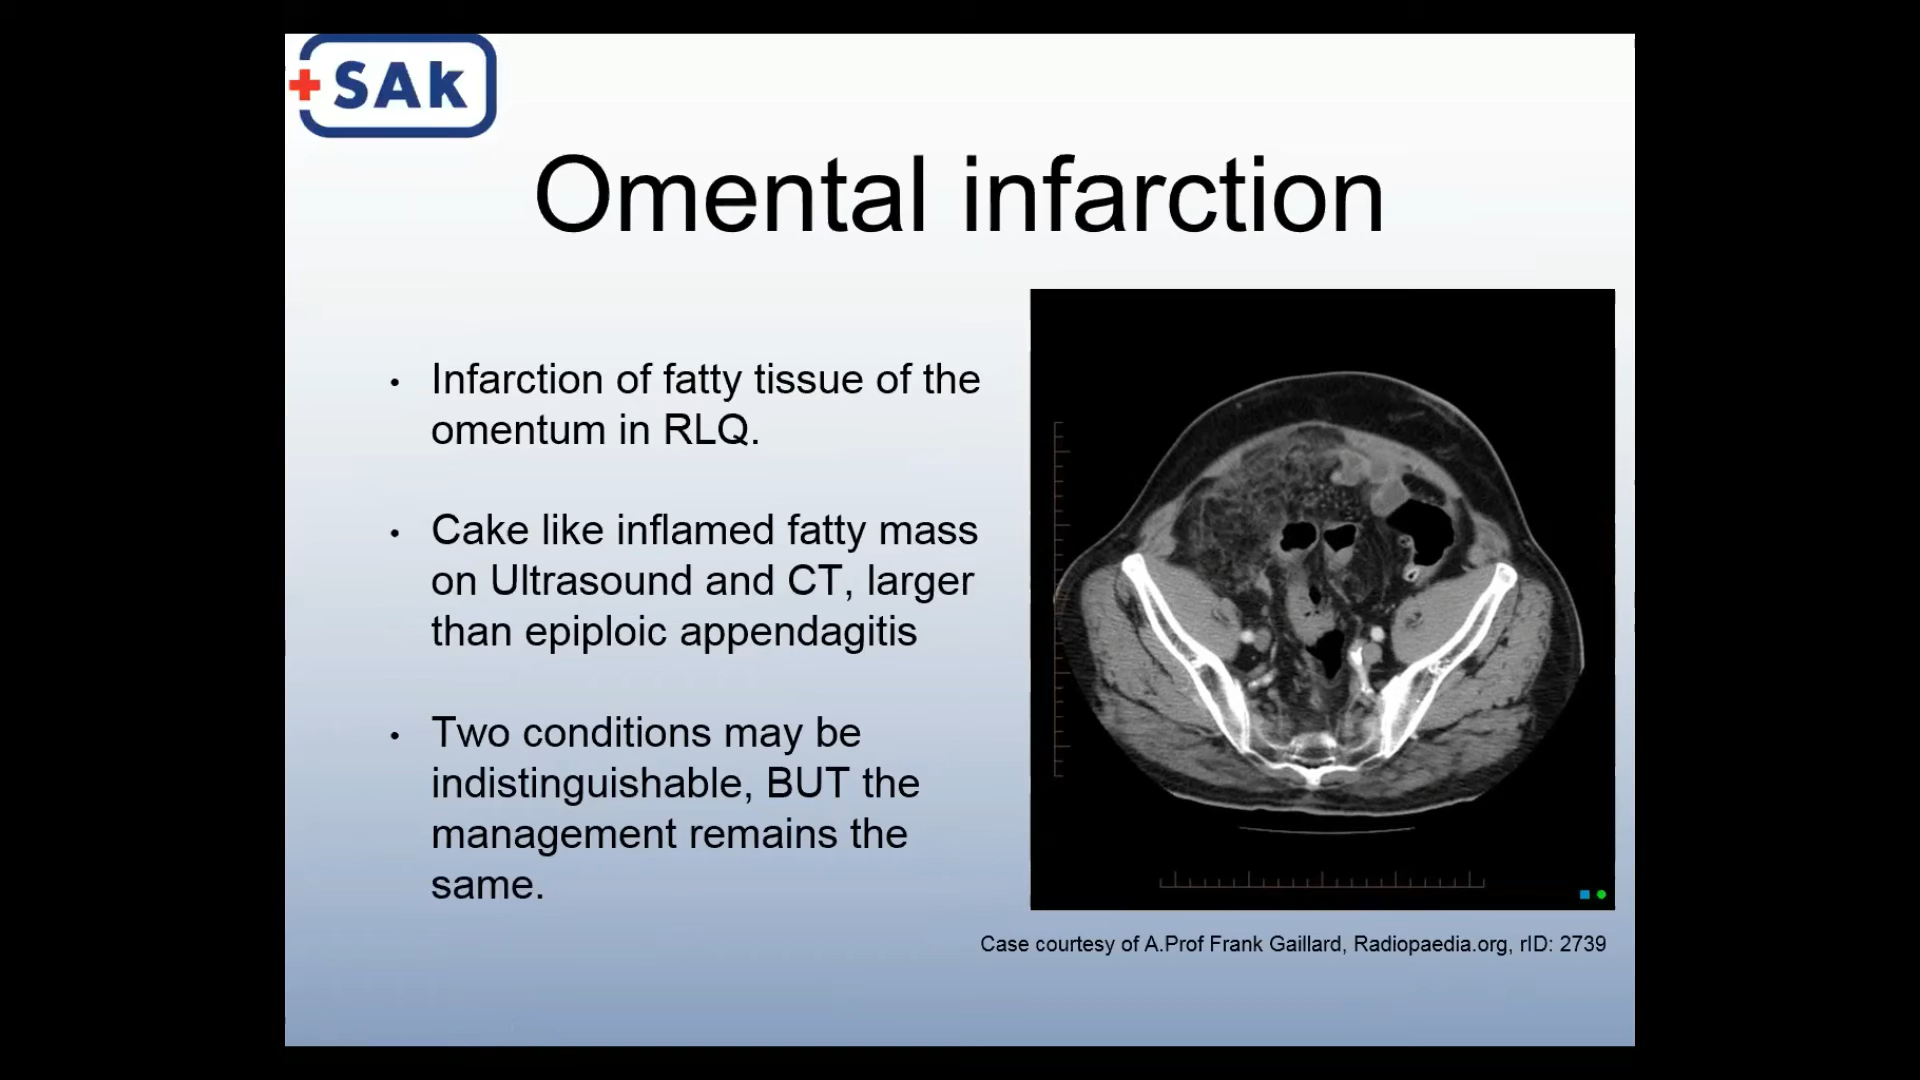 SAk
Omental infarction
• Infarction of fatty tissue of the
omentum in RLQ.
• Cake like inflamed fatty mass
on Ultrasound and CT, larger
than epiploic appendagitis
• Two conditions may be
indistinguishable, BUT the
management remains the
same.
Case courtesy of A.Prof Frank Gaillard, Radiopaedia.org, rID: 2739